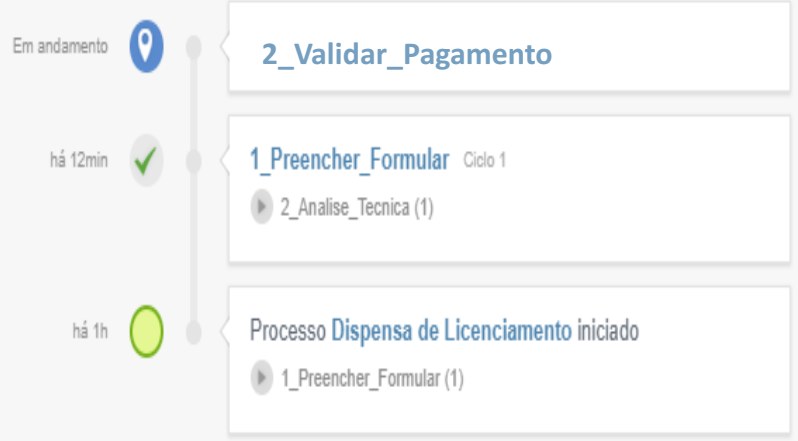 Em andamento
2_Validar_Pagamento
há 12min
1_Preencher_Formular Ciclo 1
2_Analise_Tecnica (1)
há 1h
Processo Dispensa de Licenciamento iniciado
1_Preencher_Formular (1)